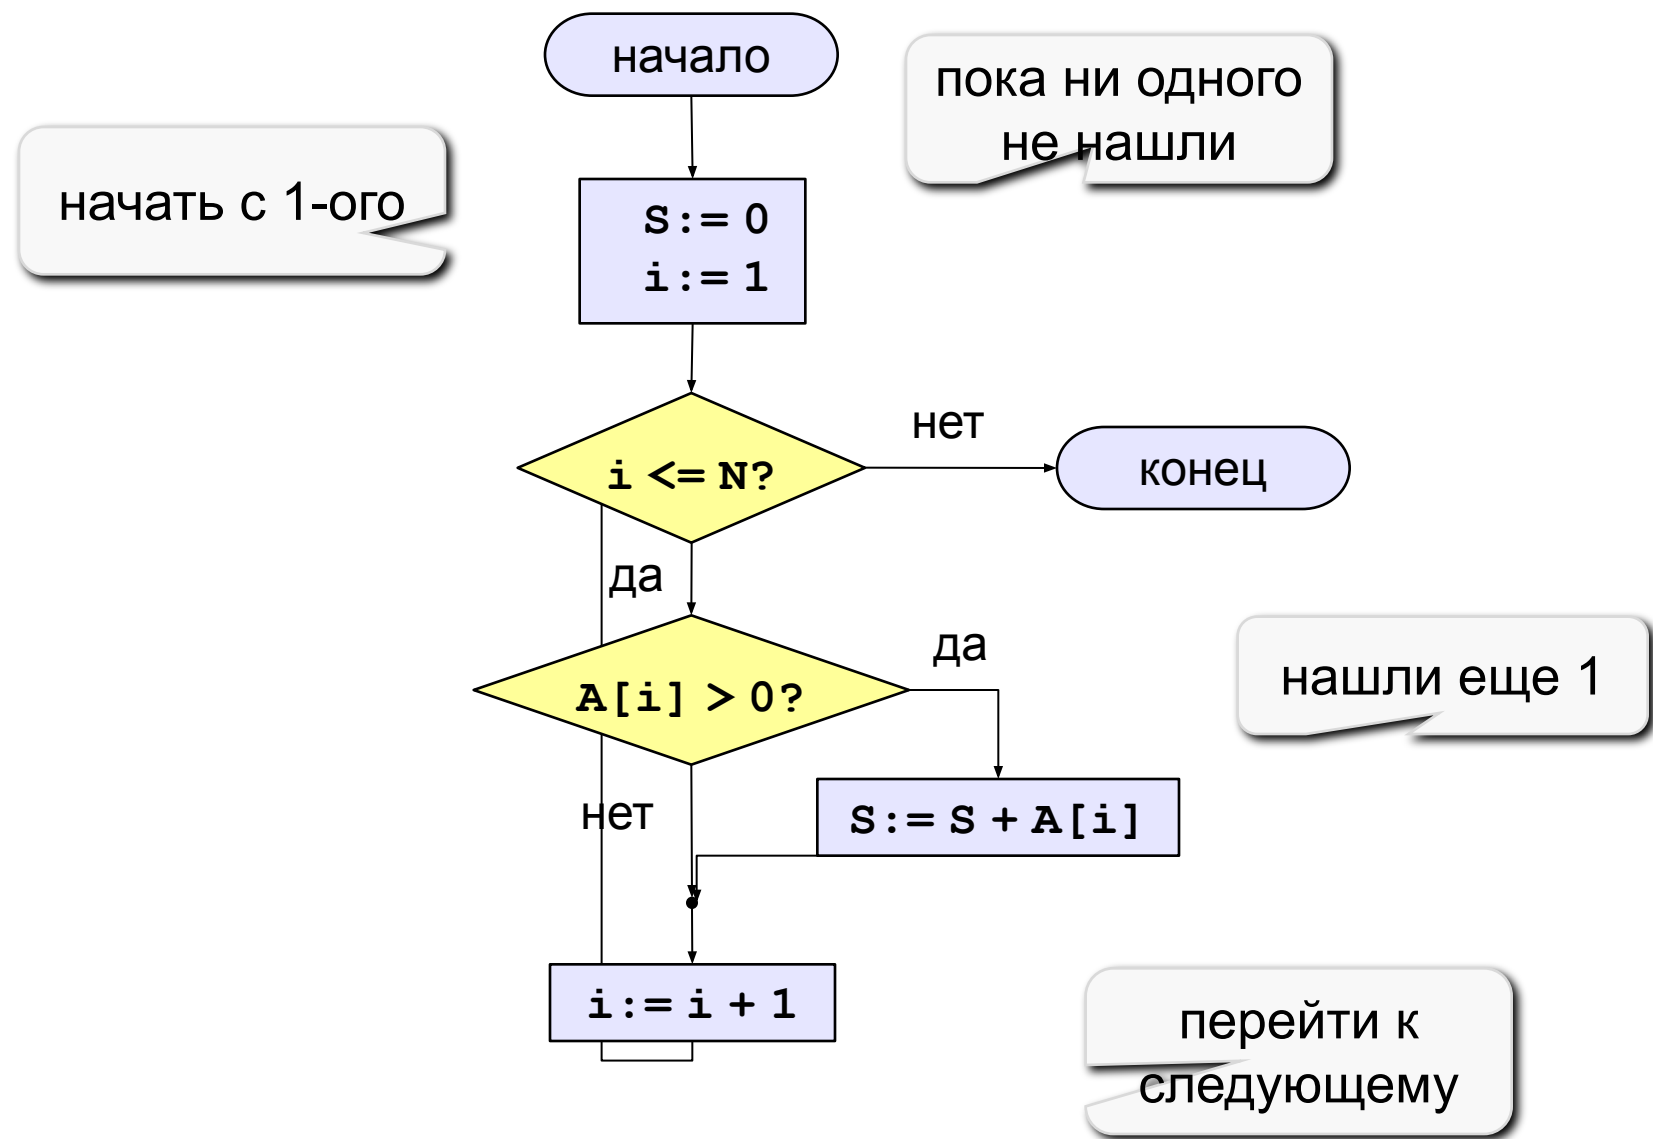 начало
пока ни одного
не нашли
начать с 1-ого
S:= 0
i:= 1
нет
i <= N?
конец
да
да
A[i] > 0?
нашли еще 1
нет
S:= S + A[i]
i:= i + 1
перейти к
следующему